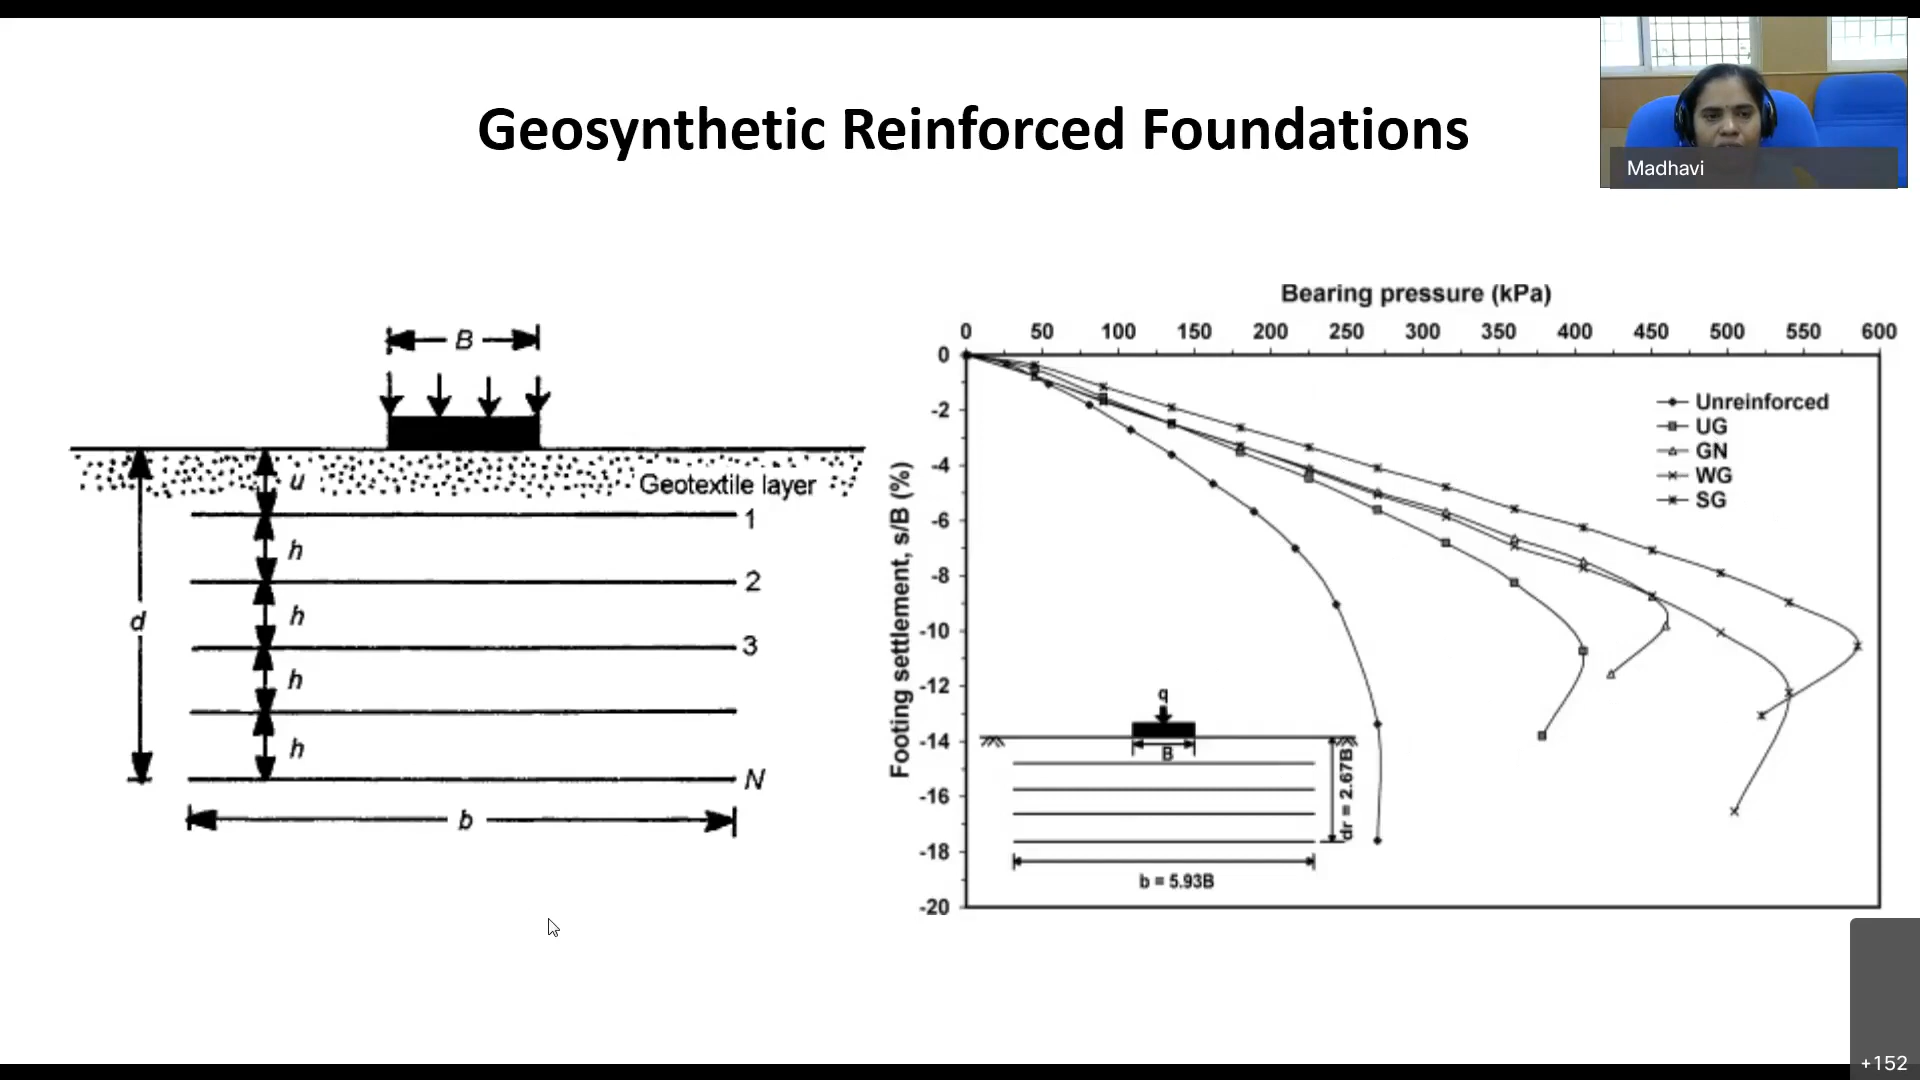 Geosynthetic Reinforced Foundations
Madhavi
B
u
Geotextile layer
1
h
2
h
3
d
h
h
N
b
Bearing pressure (kPa)
0 50 100 150 200 250 300 350 400 450 500 550 600
Footing settlement, s/B (%)
0
-2
-4
-6
-8
-10
-12
-14
-16
-18
-20
Unreinforced
UG
GN
WG
SG
q
B
dr = 2.67B
b = 5.93B
+152